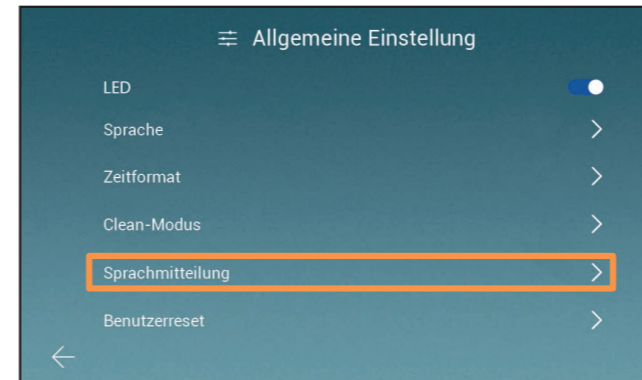 Allgemeine Einstellung
LED
Sprache
Zeitformat
Clean-Modus
Sprachmitteilung
Benutzerreset